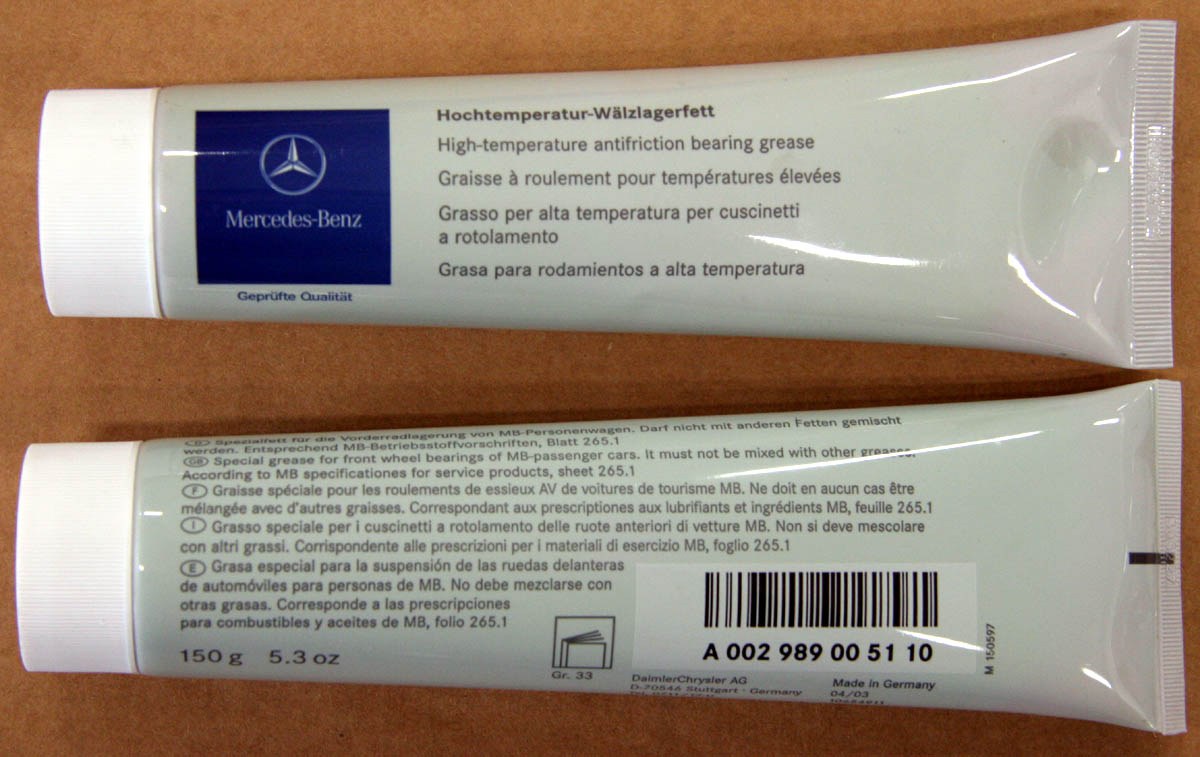 Mercedes-Benz
Geprüfte Qualität
Hochtemperatur-Wälzlagerfett
High-temperature antifriction bearing grease
Graisse à roulement pour températures élevées
Grasso per alta temperatura per cuscinetti
a rotolamento
Grasa para rodamientos a alta temperatura
D Spezialfett für die Vorderradlagerung von MB-Personenwagen. Darf nicht mit anderen Fetten gemischt
werden. Entsprechend MB-Betriebsstoffvorschriften, Blatt 265.1
GB Special grease for front wheel bearings of MB-passenger cars. It must not be mixed with other greases.
According to MB specificationes for service products, sheet 265.1
F Graisse spéciale pour les roulements de essieux AV de voitures de tourisme MB. Ne doit en aucun cas être
mélangée avec d'autres graisses. Correspondant aux prescriptiones aux lubrifiants et ingrédients MB, feuille 265.1
I Grasso speciale per i cuscinetti a rotolamento delle ruote anteriori di vetture MB. Non si deve mescolare
con altri grassi. Corrispondente alle prescrizioni per i materiali di esercizio MB, foglio 265.1
E Grasa especial para la suspensión de las ruedas delanteras
de automóviles para personas de MB. No debe mezclarse con
otras grasas. Corresponde a las prescripciones
para combustibles y aceites de MB, folio 265.1
150 g 5.3 oz
Gr. 33
A 002 989 00 51 10
M 150597
DaimlerChrysler AG
D-70546 Stuttgart · Germany
Made in Germany
04/03